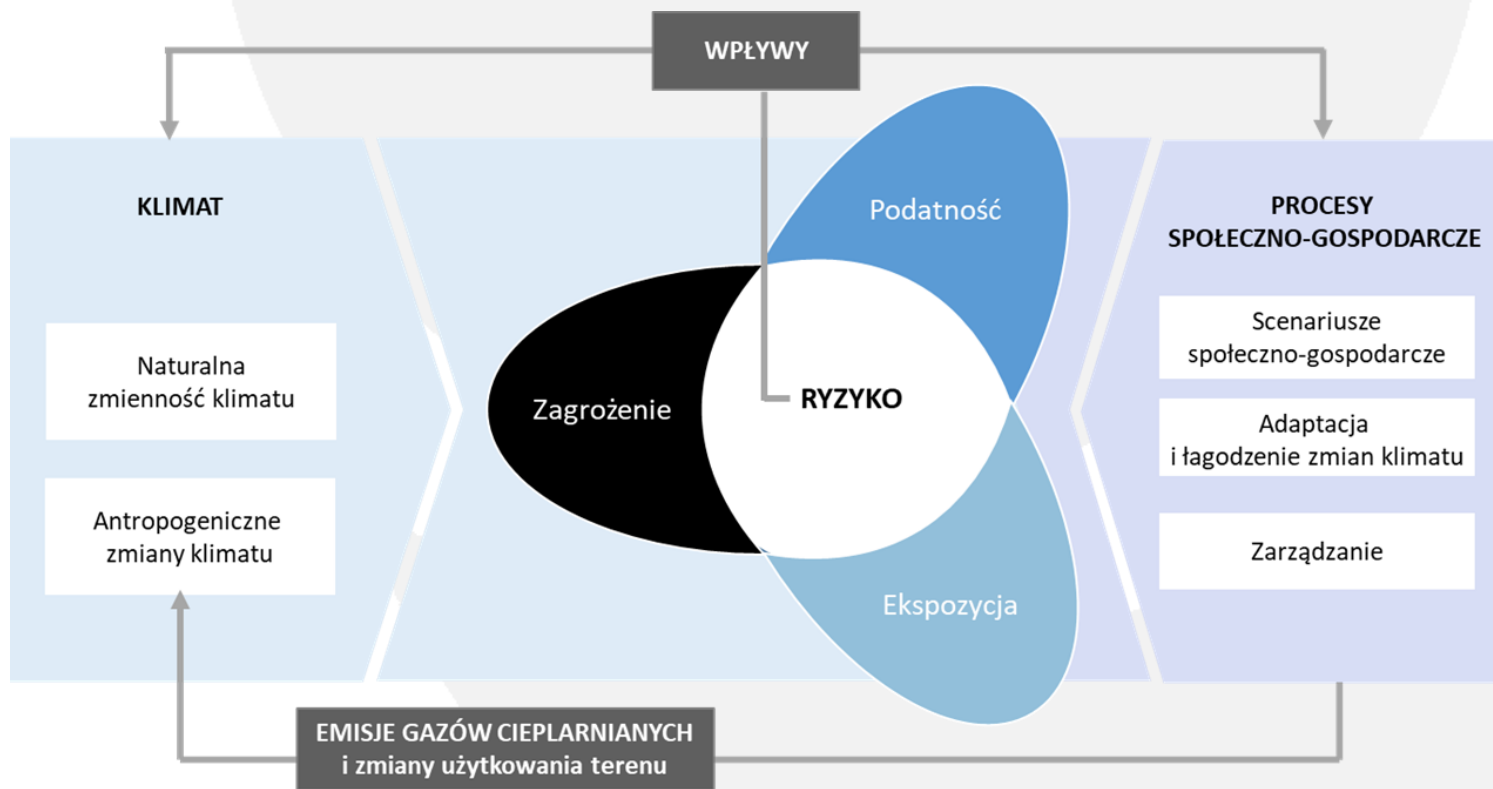 WPŁYWY
KLIMAT
Naturalna
zmienność klimatu
Antropogeniczne
zmiany klimatu
Podatność
Zagrożenie
RYZYKO
Ekspozycja
PROCESY
SPOŁECZNO-GOSPODARCZE
Scenariusze
społeczno-gospodarcze
Adaptacja
i łagodzenie zmian klimatu
Zarządzanie
EMISJE GAZÓW CIEPLARNIANYCH
i zmiany użytkowania terenu